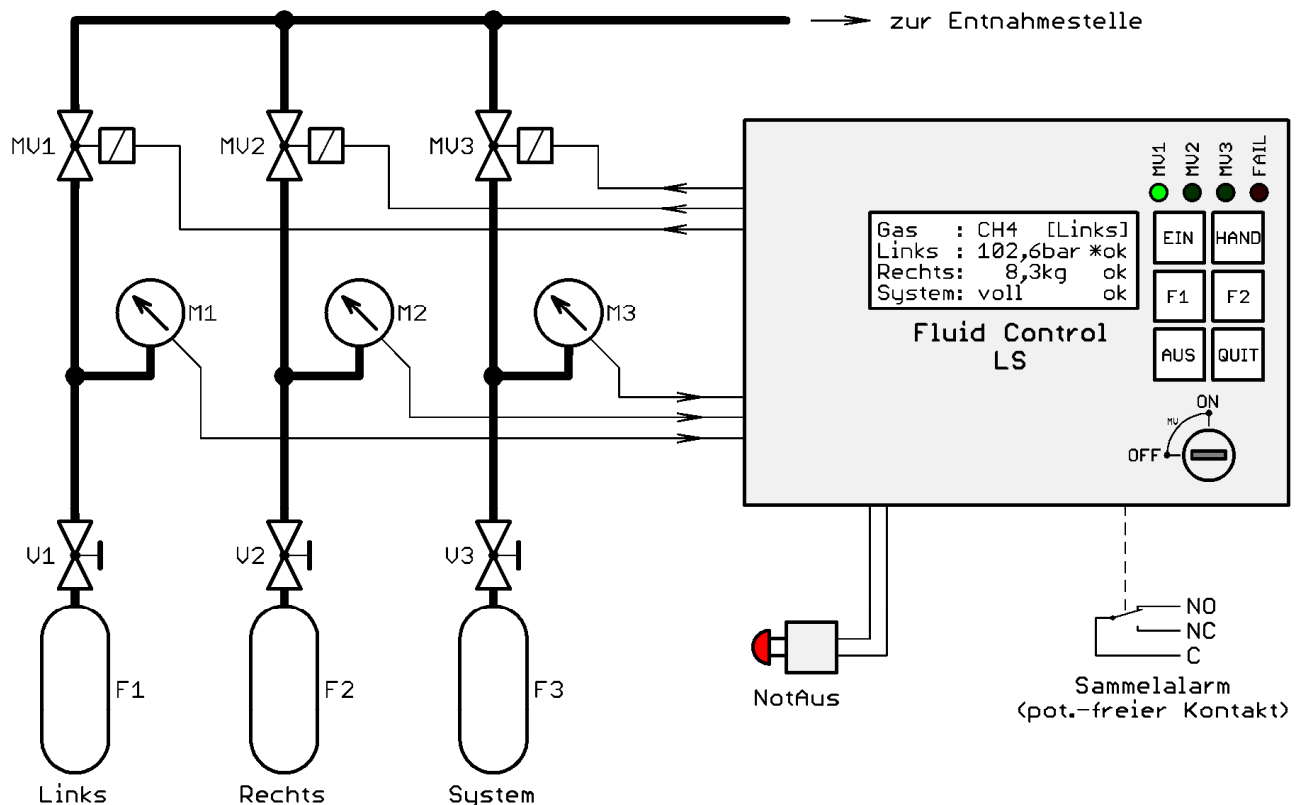 zur Entnahmestelle
MV1
MV2
MV3
MV1
MV2
MV3
FAIL
Gas : CH4 [Links]
Links : 102,6bar *ok
Rechts: 8,3kg ok
System: voll ok
Fluid Control
LS
EIN
HAND
F1
F2
AUS
QUIT
M1
M2
M3
ON
MV
OFF
V1
V2
V3
F1
F2
F3
Links
Rechts
System
NotAus
NO
NC
C
Sammelalarm
(pot.-freier Kontakt)